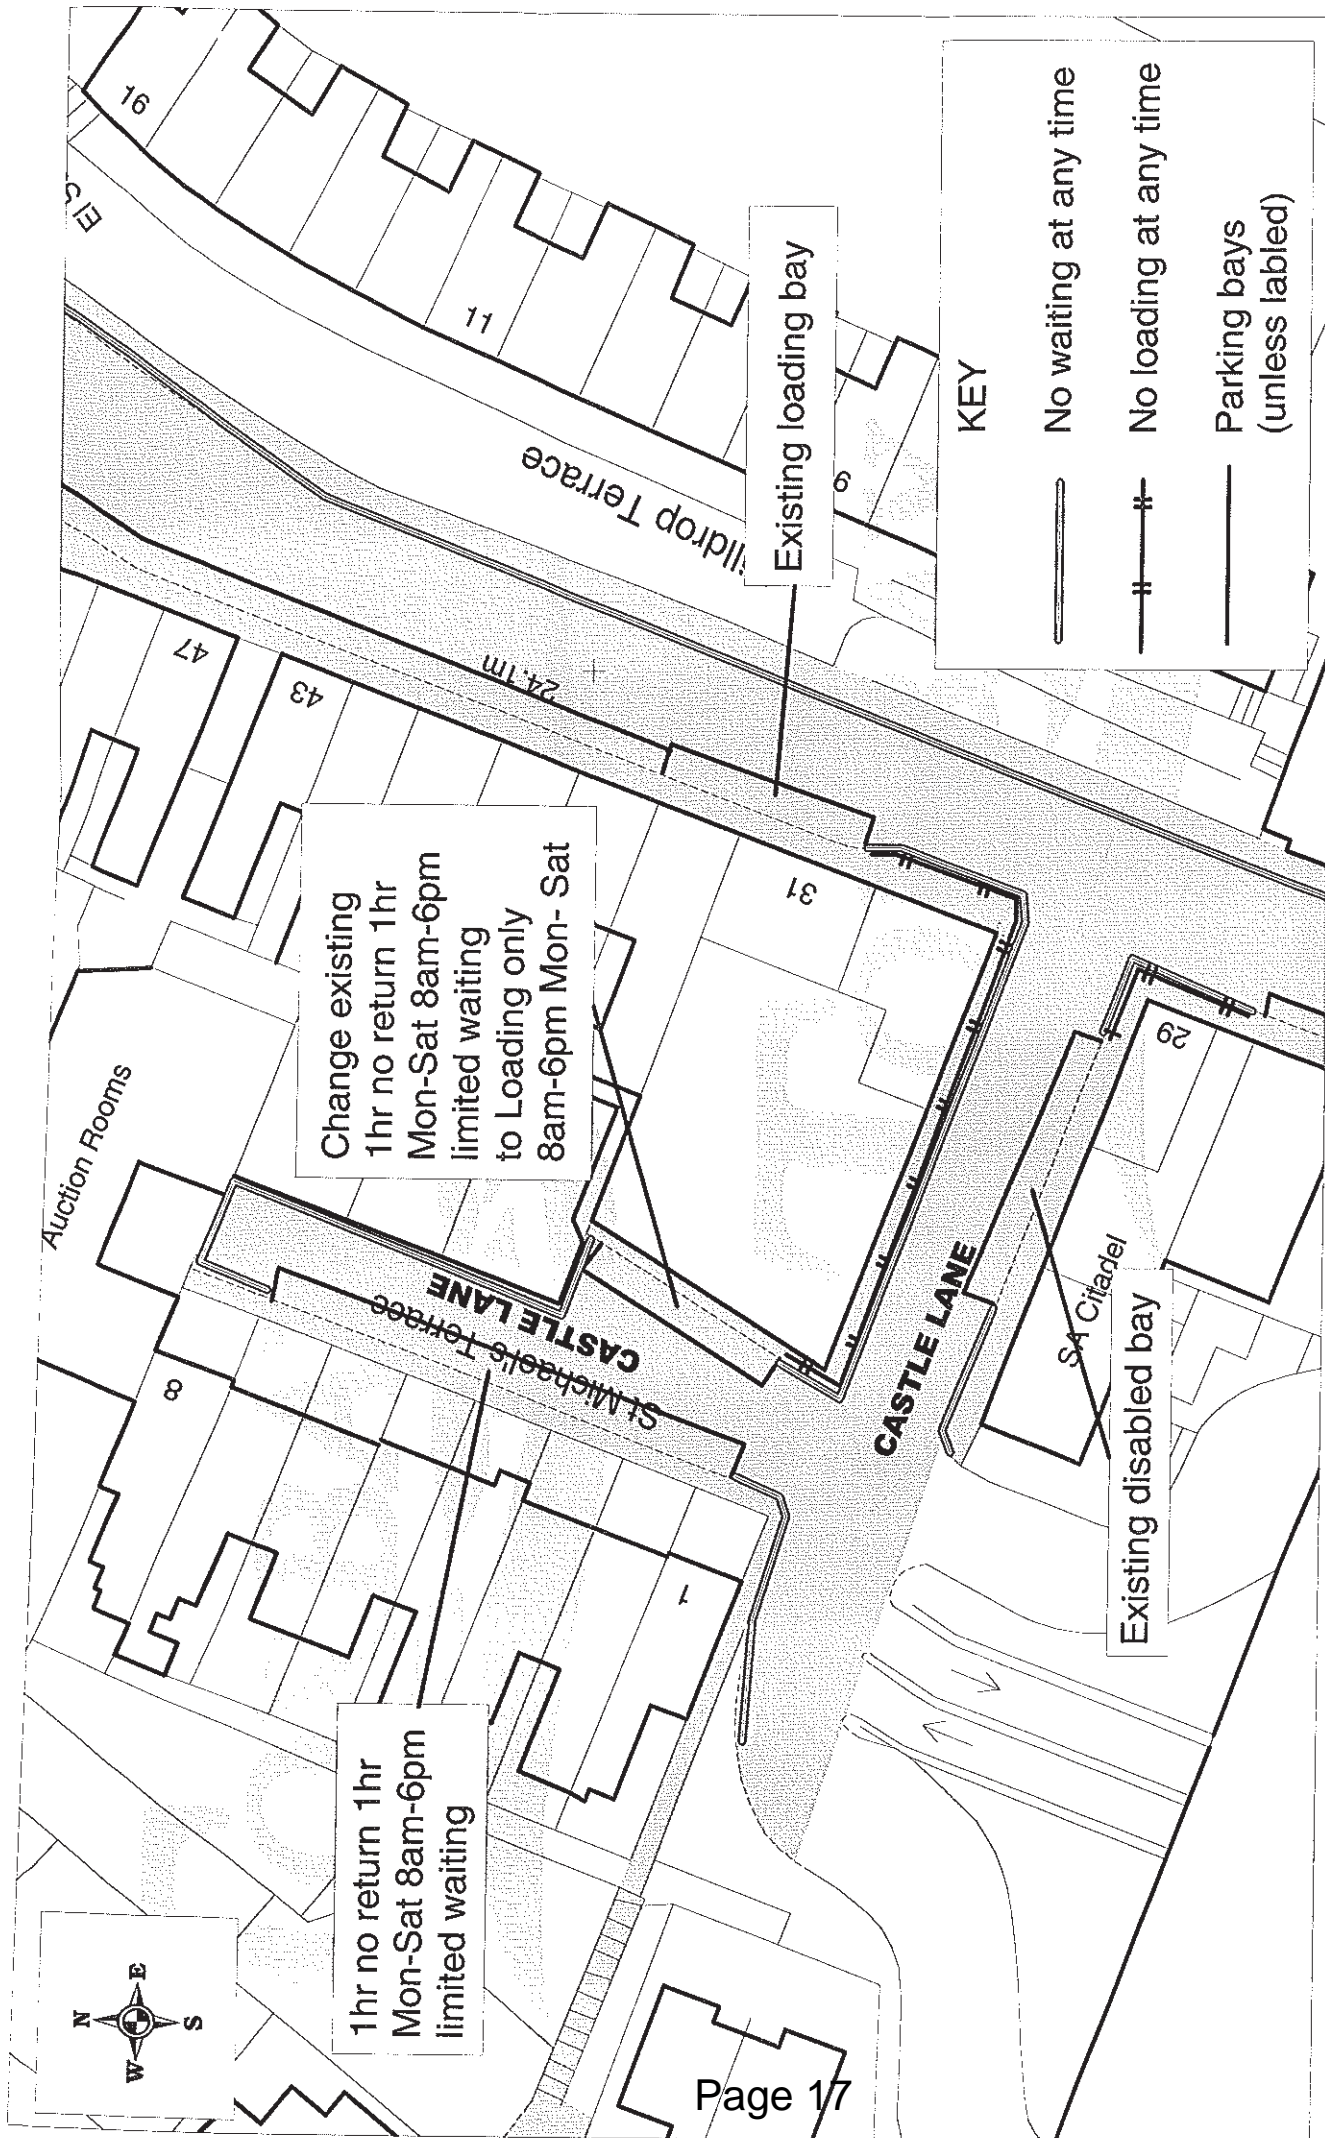 N
W
E
S
1hr no return 1hr
Mon-Sat 8am-6pm
limited waiting
Change existing
1hr no return 1hr
Mon-Sat 8am-6pm
limited waiting
to Loading only
8am-6pm Mon- Sat
Auction Rooms
8
1
St Michael's Terrace
CASTLE LANE
CASTLE LANE
47
43
31
29
24.1m
El S
16
11
9
illdrop Terrace
SA Citadel
Existing loading bay
Existing disabled bay
KEY
No waiting at any time
No loading at any time
Parking bays
(unless labled)
Page 17